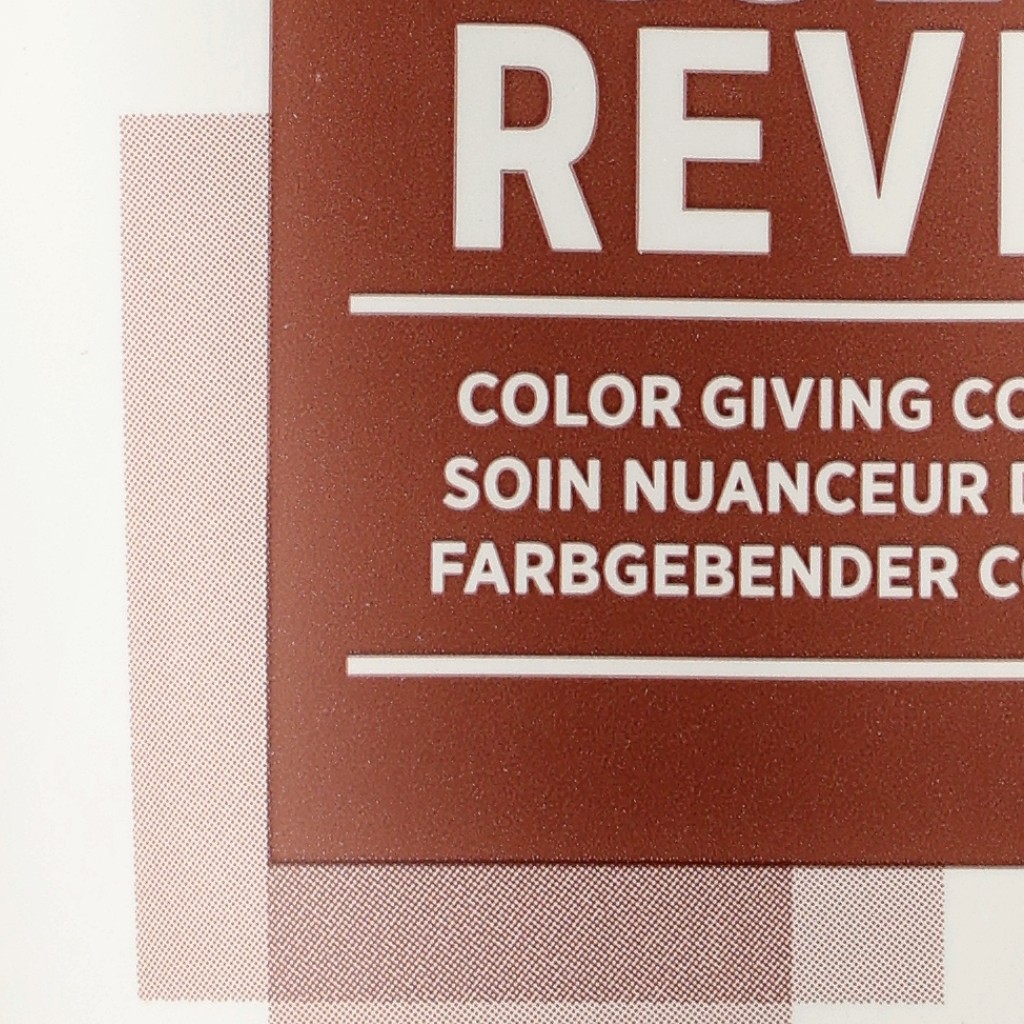 REV
COLOR GIVING CO
SOIN NUANCEUR D
FARBGEBENDER CO